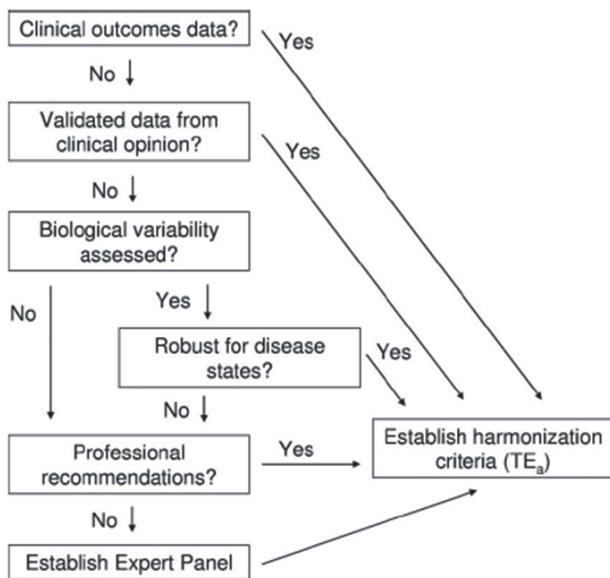 Clinical outcomes data?
Yes
No
Validated data from
clinical opinion?
Yes
No
Biological variability
assessed?
No
Yes
Robust for disease
states?
Yes
No
Professional
recommendations?
Yes
Establish harmonization
criteria (TEa)
No
Establish Expert Panel